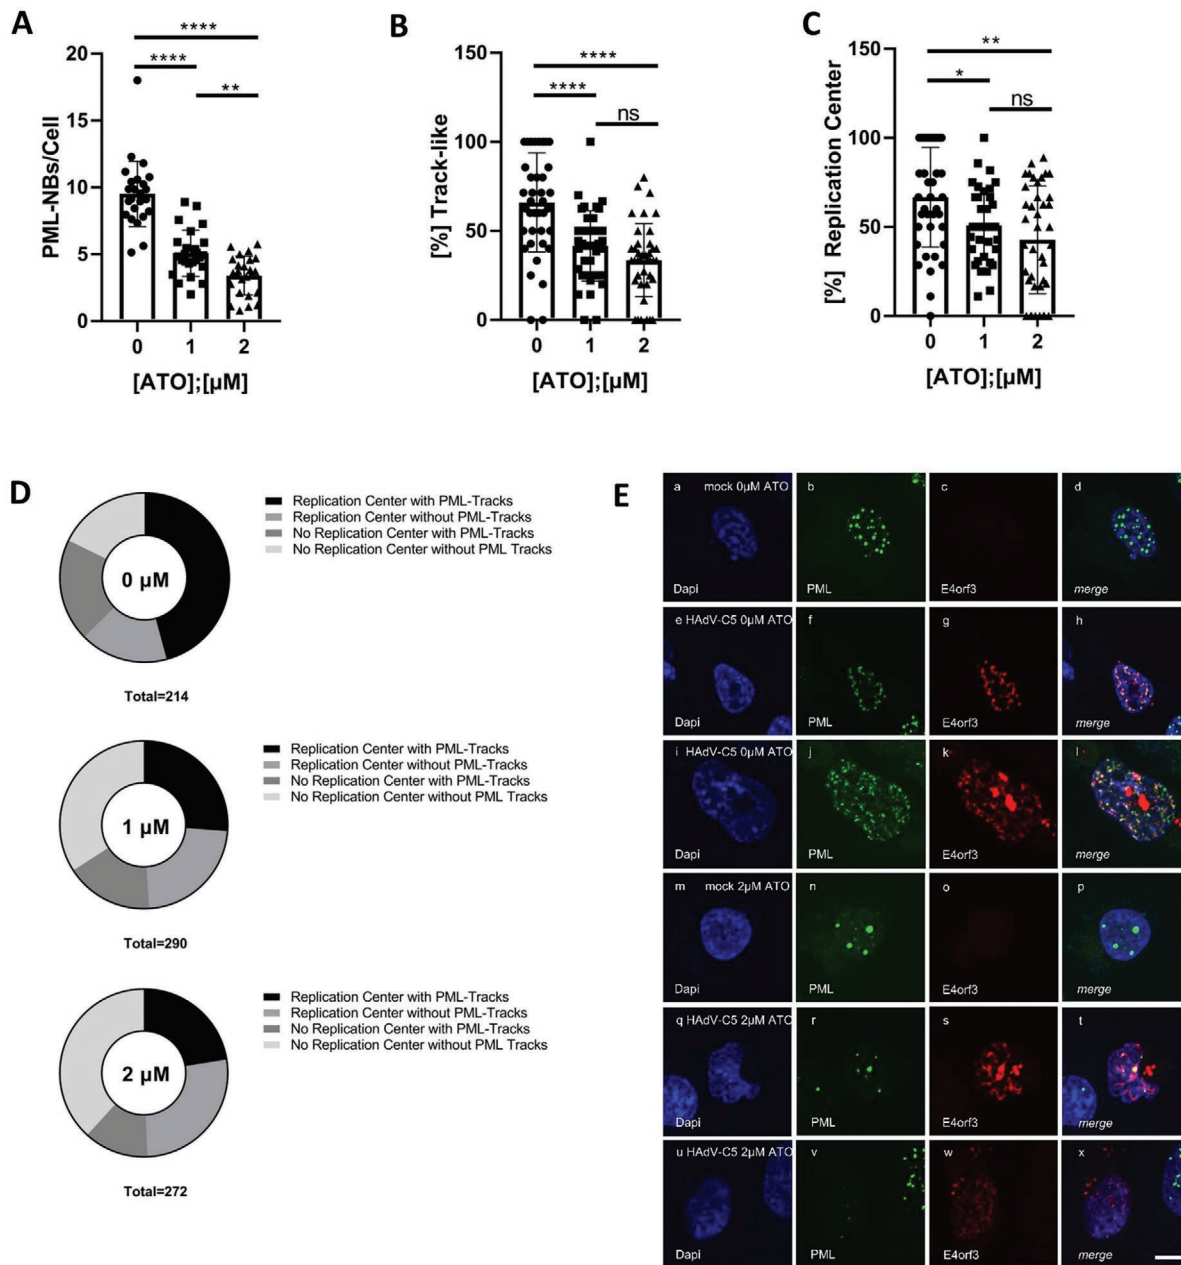 A
****
****
**
20
15
10
5
0
PML-NBs/Cell
0 1 2
[ATO];[µM]
B
****
****
ns
150
100
50
0
[%] Track-like
0 1 2
[ATO];[µM]
C
**
*
ns
150
100
50
0
[%] Replication Center
0 1 2
[ATO];[µM]
D
0 µM
Total=214
Replication Center with PML-Tracks
Replication Center without PML-Tracks
No Replication Center with PML-Tracks
No Replication Center without PML Tracks
1 µM
Total=290
Replication Center with PML-Tracks
Replication Center without PML-Tracks
No Replication Center with PML-Tracks
No Replication Center without PML Tracks
2 µM
Total=272
Replication Center with PML-Tracks
Replication Center without PML-Tracks
No Replication Center with PML-Tracks
No Replication Center without PML Tracks
E
a mock 0µM ATO b c d
Dapi PML E4orf3 merge
e HAdV-C5 0µM ATO f g h
Dapi PML E4orf3 merge
i HAdV-C5 0µM ATO j k l
Dapi PML E4orf3 merge
m mock 2µM ATO n o p
Dapi PML E4orf3 merge
q HAdV-C5 2µM ATO r s t
Dapi PML E4orf3 merge
u HAdV-C5 2µM ATO v w x
Dapi PML E4orf3 merge